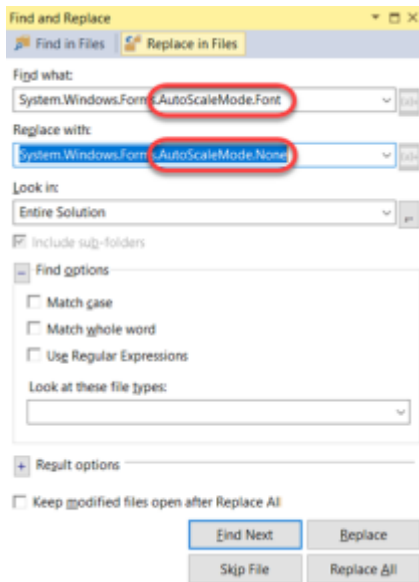 Find and Replace
Find in Files Replace in Files
Find what:
System.Windows.Forms.AutoScaleMode.Font
Replace with:
System.Windows.Forms.AutoScaleMode.None
Look in:
Entire Solution
Include sub-folders
Find options
Match case
Match whole word
Use Regular Expressions
Look at these file types:
Result options
Keep modified files open after Replace All
Find Next Replace
Skip File Replace All